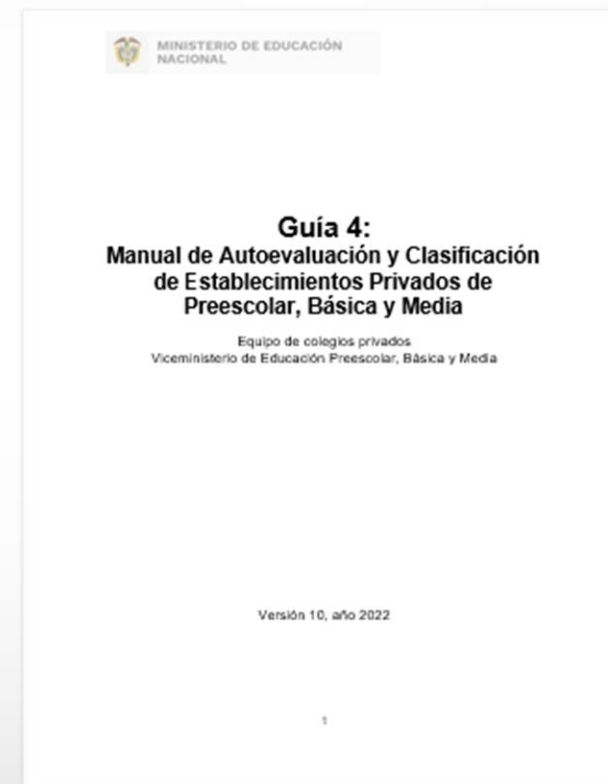 MINISTERIO DE EDUCACIÓN
NACIONAL
Guía 4:
Manual de Autoevaluación y Clasificación
de Establecimientos Privados de
Preescolar, Básica y Media
Equipo de colegios privados
Viceministerio de Educación Preescolar, Básica y Media
Versión 10, año 2022
1